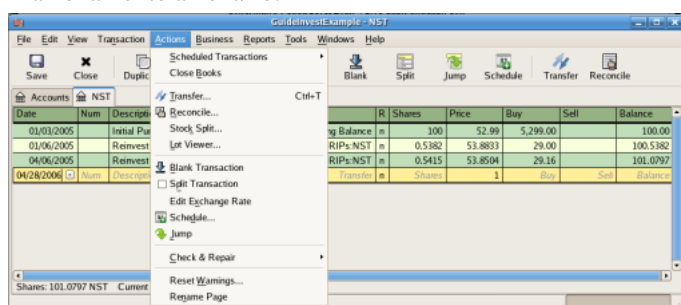 GuideInvestExample - NST
File Edit View Transaction Actions Business Reports Tools Windows Help
Save Close Duplic Blank Split Jump Schedule Transfer Reconcile
Scheduled Transactions
Close Books
Transfer... Ctrl+T
Reconcile...
Stock Split...
Lot Viewer...
Blank Transaction
Split Transaction
Edit Exchange Rate
Schedule...
Jump
Check & Repair
Reset Warnings...
Rename Page
Accounts NST
Date Num Descripti R Shares Price Buy Sell Balance
01/03/2005 Initial Pur ng Balance n 100 52.99 5,299.00 100.00
01/06/2005 Reinvest RIPs:NST n 0.5382 53.8833 29.00 100.5382
04/06/2005 Reinvest RIPs:NST n 0.5415 53.8504 29.16 101.0797
04/28/2006 Num Descripti Transfer n Shares 1 Buy Sell Balance
Shares: 101.0797 NST Current